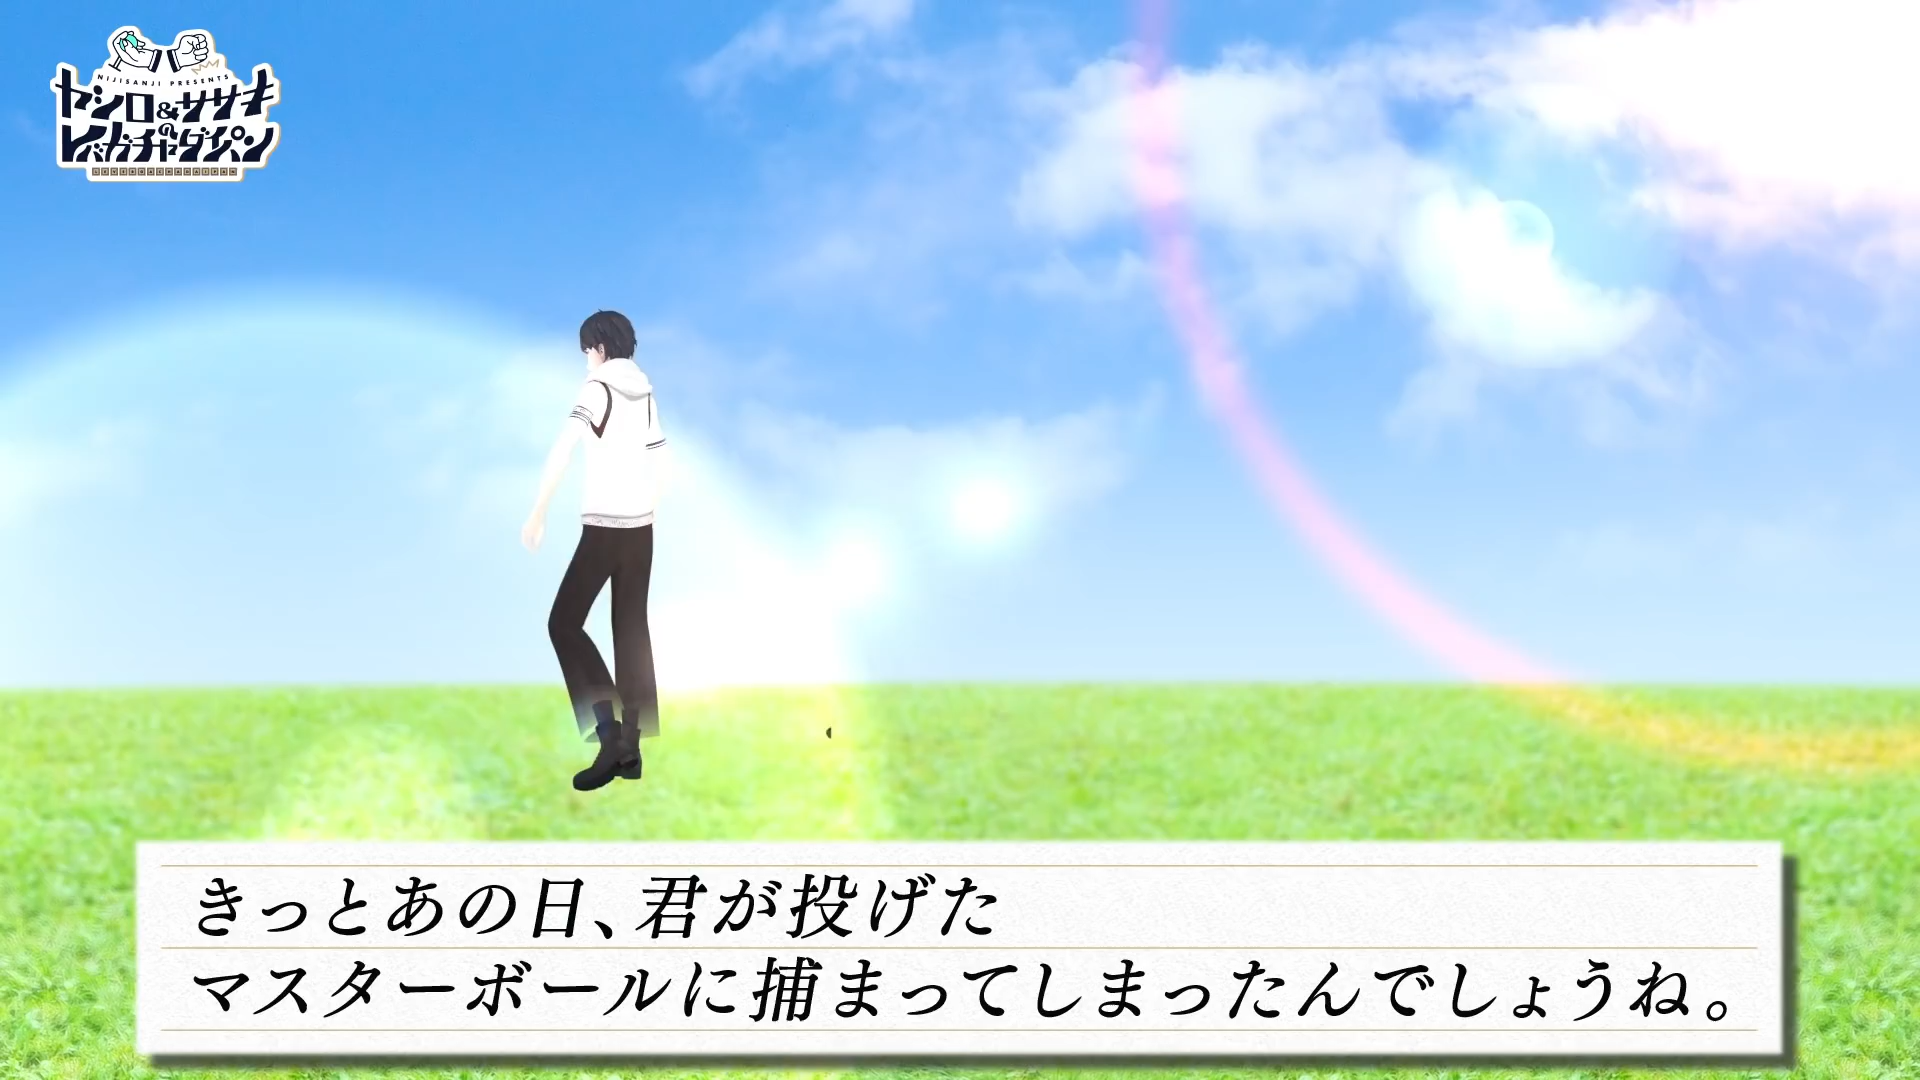 NIJISANJI PRESENTS
ヤシロ&ササキ
の
レバガチャダイパン
LEVERGACHADAIPAN
きっとあの日、君が投げた
マスターボールに捕まってしまったんでしょうね。